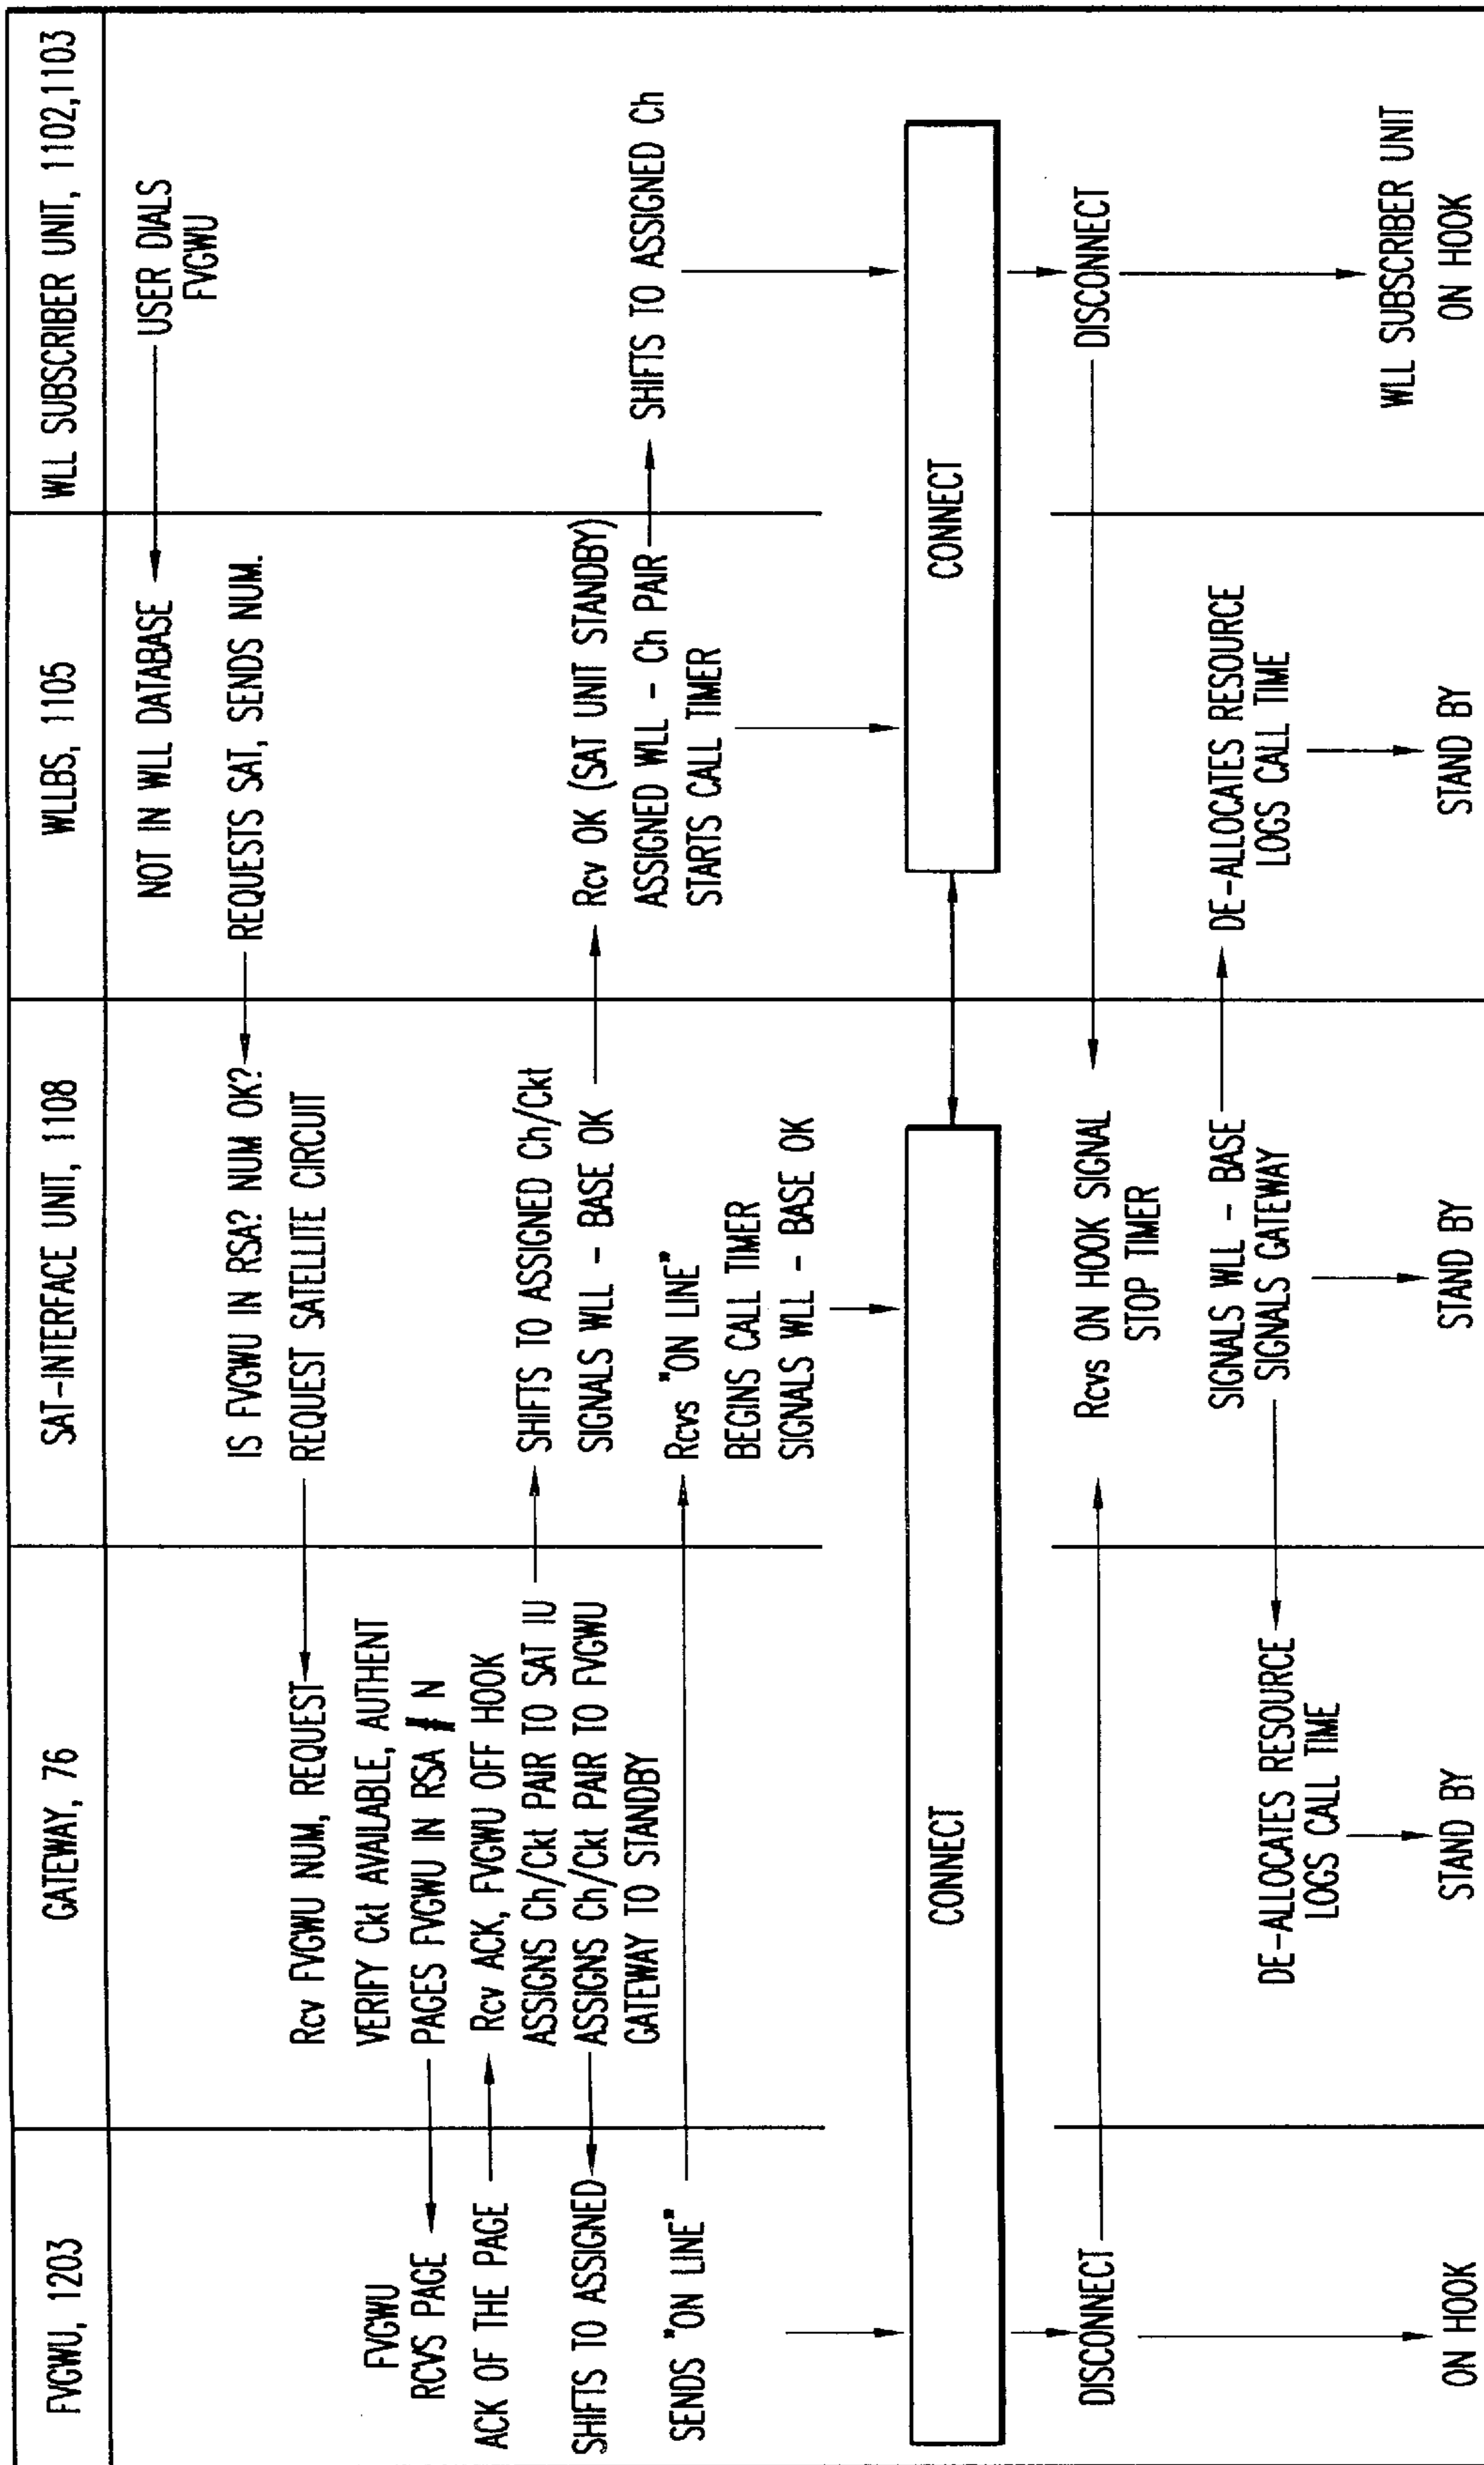 FVGWU, 1203
GATEWAY, 76
SAT-INTERFACE UNIT, 1108
WLLBS, 1105
WLL SUBSCRIBER UNIT, 1102,1103
USER DIALS
FVGWU
NOT IN WLL DATABASE
REQUESTS SAT, SENDS NUM.
IS FVGWU IN RSA? NUM OK?
REQUEST SATELLITE CIRCUIT
Rcv FVGWU NUM, REQUEST
VERIFY Ckt AVAILABLE, AUTHENT
PAGES FVGWU IN RSA # N
FVGWU
RCVS PAGE
ACK OF THE PAGE
Rcv ACK, FVGWU OFF HOOK
ASSIGNS Ch/Ckt PAIR TO SAT IU
ASSIGNS Ch/Ckt PAIR TO FVGWU
GATEWAY TO STANDBY
SHIFTS TO ASSIGNED
SENDS "ON LINE"
SHIFTS TO ASSIGNED Ch/Ckt
SIGNALS WLL - BASE OK
Rcvs "ON LINE"
BEGINS CALL TIMER
SIGNALS WLL - BASE OK
Rcv OK (SAT UNIT STANDBY)
ASSIGNED WLL - Ch PAIR
STARTS CALL TIMER
SHIFTS TO ASSIGNED Ch
CONNECT
CONNECT
DISCONNECT
Rcvs ON HOOK SIGNAL
STOP TIMER
DISCONNECT
SIGNALS WLL - BASE
SIGNALS GATEWAY
DE-ALLOCATES RESOURCE
LOGS CALL TIME
DE-ALLOCATES RESOURCE
LOGS CALL TIME
ON HOOK
STAND BY
STAND BY
STAND BY
WLL SUBSCRIBER UNIT
ON HOOK